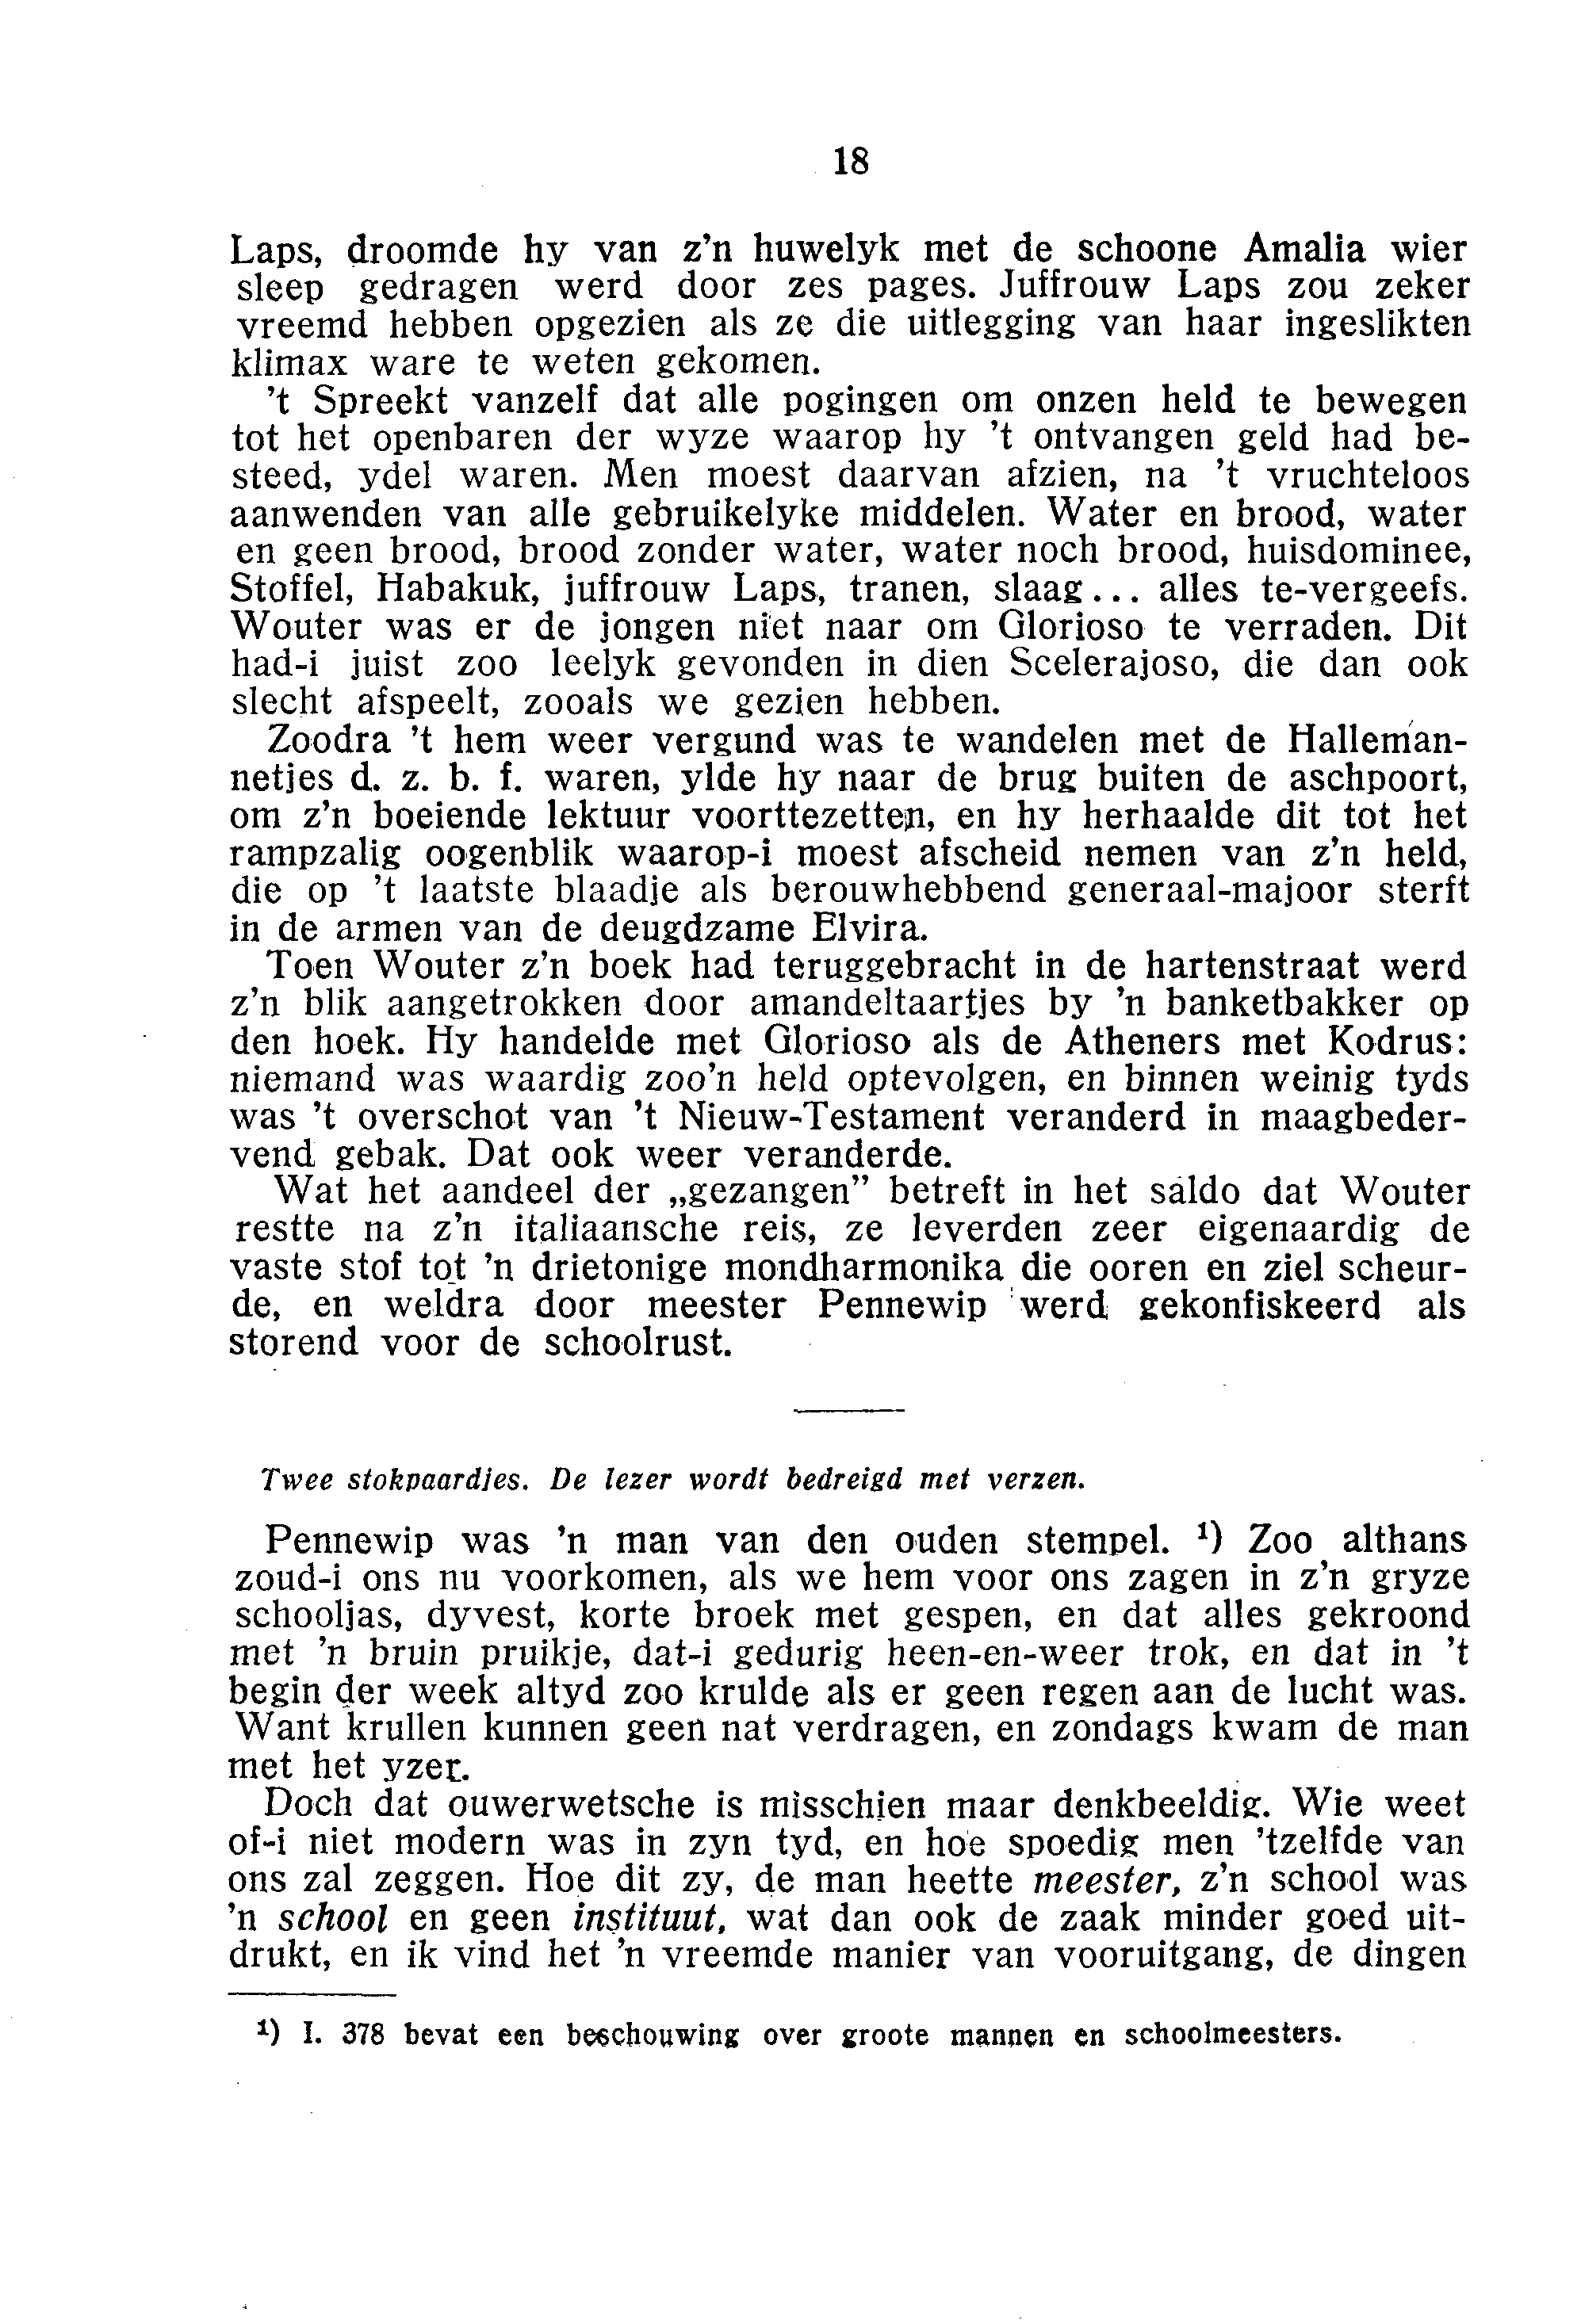 18
Laps, droomde hy van z'n huwelyk met de schoone Amalia wier
sleep gedragen werd door zes pages. Juffrouw Laps zou zeker
vreemd hebben opgezien als ze die uitlegging van haar ingeslikten
klimax ware te weten gekomen.
't Spreekt vanzelf dat alle pogingen om onzen held te bewegen
tot het openbaren der wyze waarop hy 't ontvangen geld had be-
steed, ydel waren. Men moest daarvan afzien, na 't vruchteloos
aanwenden van alle gebruikelyke middelen. Water en brood, water
en geen brood, brood zonder water, water noch brood, huisdominee,
Stoffel, Habakuk, juffrouw Laps, tranen, slaag... alles te-vergeefs.
Wouter was er de jongen niet naar om Glorioso te verraden. Dit
had-i juist zoo leelyk gevonden in dien Scelerajoso, die dan ook
slecht afspeelt, zooals we gezien hebben.
Zoodra 't hem weer vergund was te wandelen met de Halleman-
netjes d. z. b. f. waren, ylde hy naar de brug buiten de aschpoort,
om z'n boeiende lektuur voorttezetten, en hy herhaalde dit tot het
rampzalig oogenblik waarop-i moest afscheid nemen van z'n held,
die op 't laatste blaadje als berouwhebbend generaal-majoor sterft
in de armen van de deugdzame Elvira.
Toen Wouter z'n boek had teruggebracht in de hartenstraat werd
z'n blik aangetrokken door amandeltaartjes by 'n banketbakker op
den hoek. Hy handelde met Glorioso als de Atheners met Kodrus:
niemand was waardig zoo'n held optevolgen, en binnen weinig tyds
was 't overschot van 't Nieuw-Testament veranderd in maagbeder-
vend gebak. Dat ook weer veranderde.
Wat het aandeel der „gezangen” betreft in het saldo dat Wouter
restte na z'n italiaansche reis, ze leverden zeer eigenaardig de
vaste stof tot 'n drietonige mondharmonika die ooren en ziel scheur-
de, en weldra door meester Pennewip werd gekonfiskeerd als
storend voor de schoolrust.
Twee stokpaardjes. De lezer wordt bedreigd met verzen.
Pennewip was 'n man van den ouden stempel. ¹) Zoo althans
zoud-i ons nu voorkomen, als we hem voor ons zagen in z'n gryze
schooljas, dyvest, korte broek met gespen, en dat alles gekroond
met 'n bruin pruikje, dat-i gedurig heen-en-weer trok, en dat in 't
begin der week altyd zoo krulde als er geen regen aan de lucht was.
Want krullen kunnen geen nat verdragen, en zondags kwam de man
met het yzer.
Doch dat ouwerwetsche is misschien maar denkbeeldig. Wie weet
of-i niet modern was in zyn tyd, en hoe spoedig men 'tzelfde van
ons zal zeggen. Hoe dit zy, de man heette meester, z'n school was
'n school en geen instituut, wat dan ook de zaak minder goed uit-
drukt, en ik vind het 'n vreemde manier van vooruitgang, de dingen
¹) I. 378 bevat een beschouwing over groote mannen en schoolmeesters.